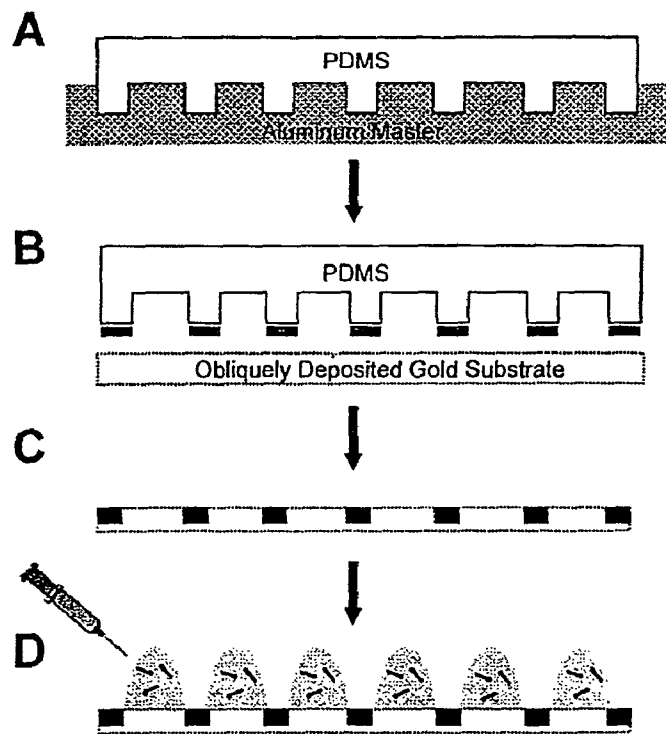 A
PDMS
Aluminum Master
B
PDMS
Obliquely Deposited Gold Substrate
C
D